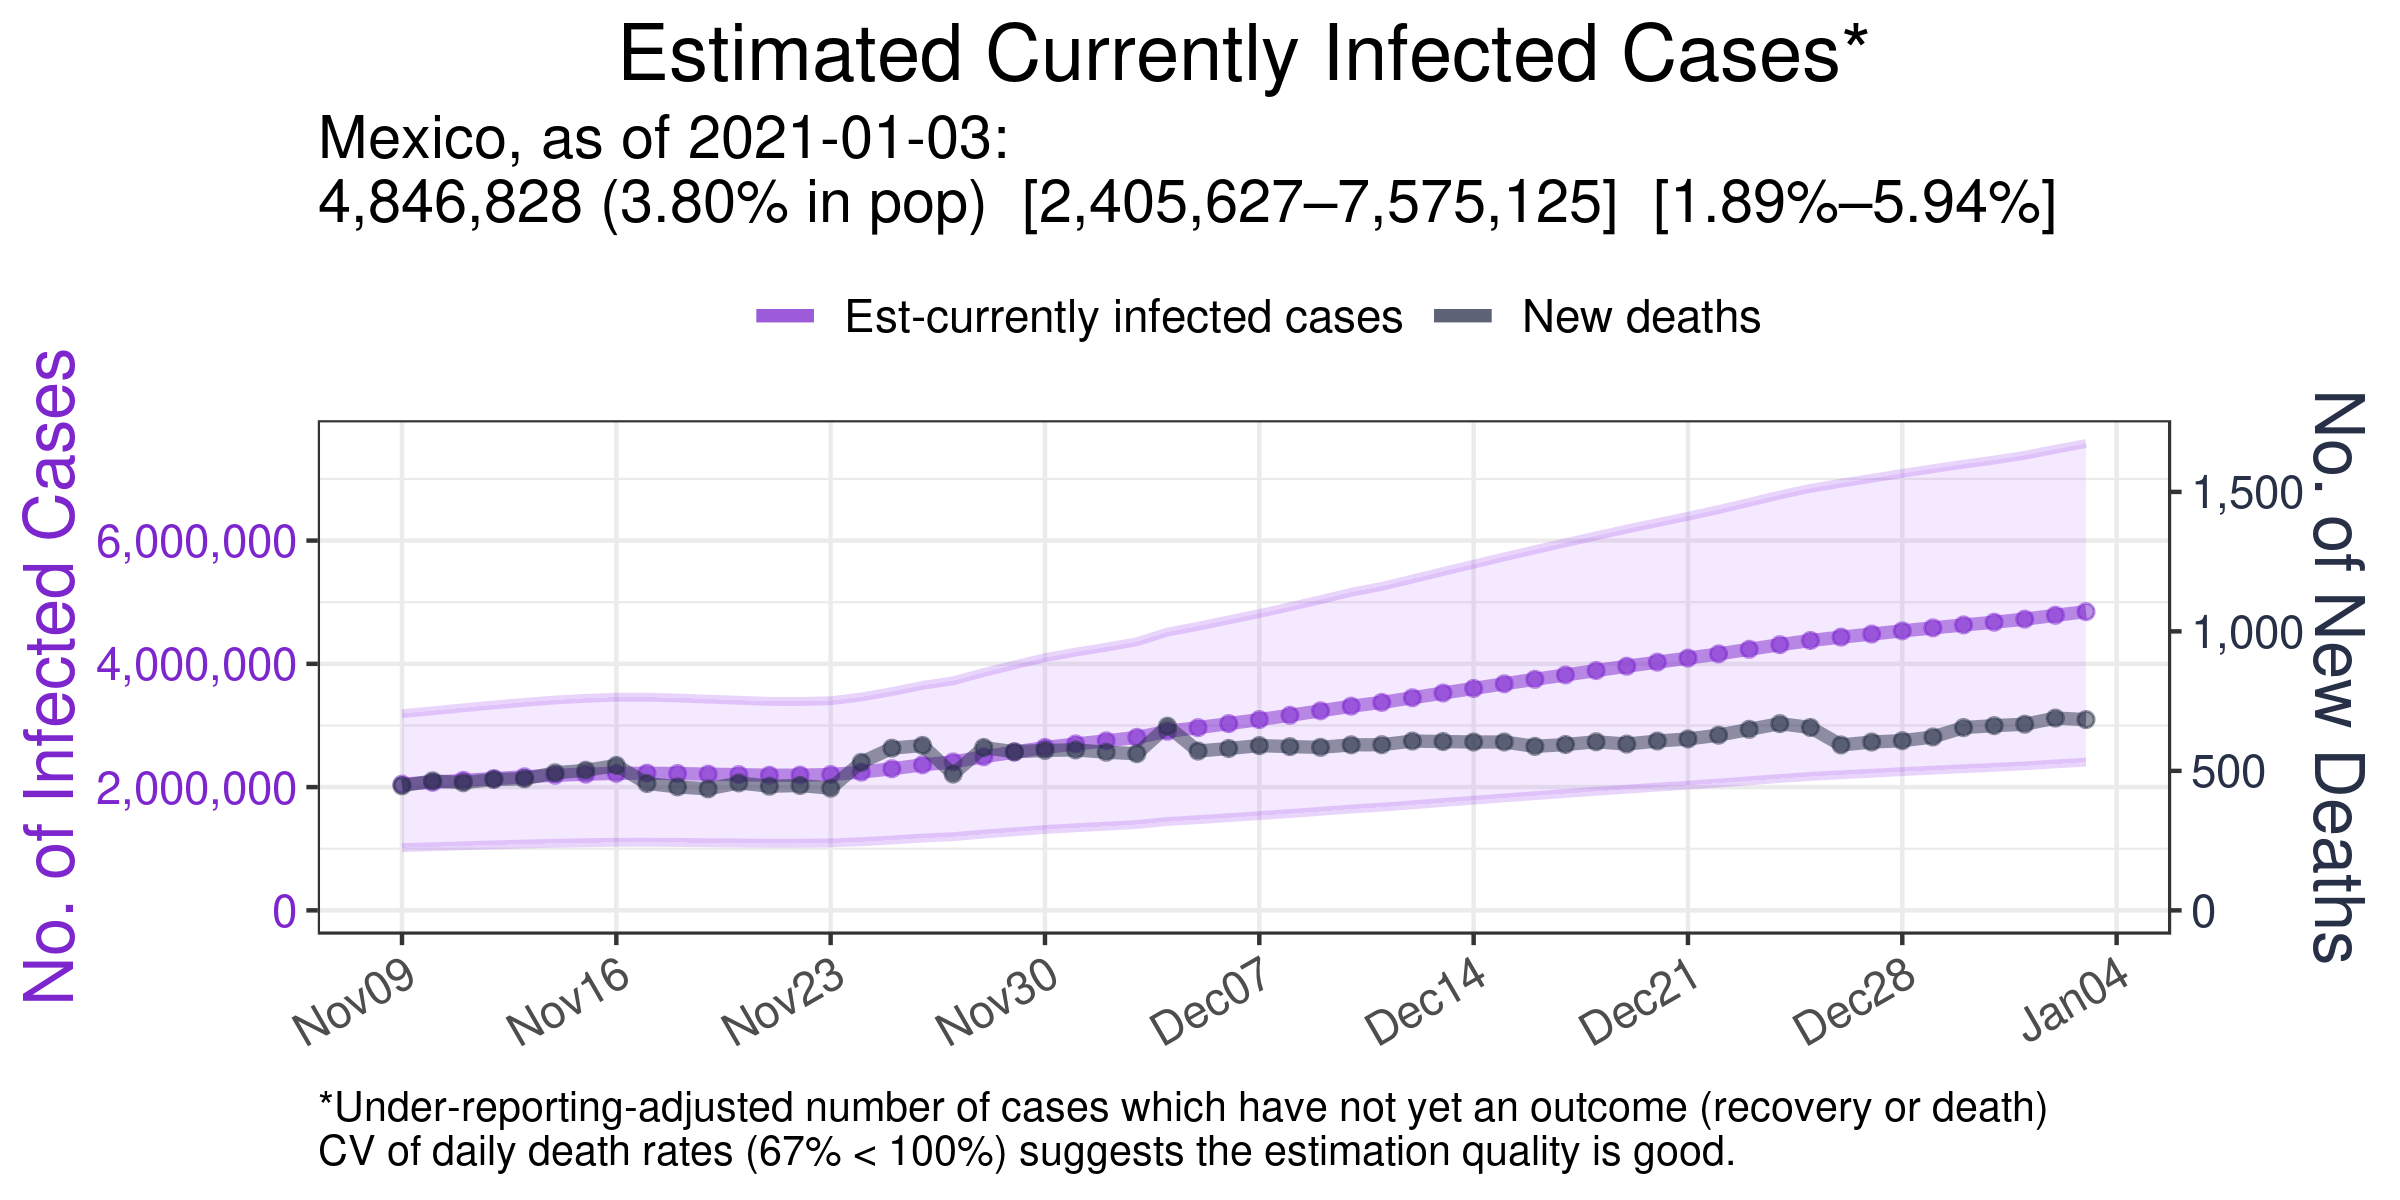 Estimated Currently Infected Cases*
Mexico, as of 2021-01-03:
4,846,828 (3.80% in pop) [2,405,627–7,575,125] [1.89%–5.94%]
Est-currently infected cases
New deaths
No. of Infected Cases
6,000,000
4,000,000
2,000,000
0
1,500
1,000
500
0
No. of New Deaths
Nov09
Nov16
Nov23
Nov30
Dec07
Dec14
Dec21
Dec28
Jan04
*Under-reporting-adjusted number of cases which have not yet an outcome (recovery or death)
CV of daily death rates (67% < 100%) suggests the estimation quality is good.